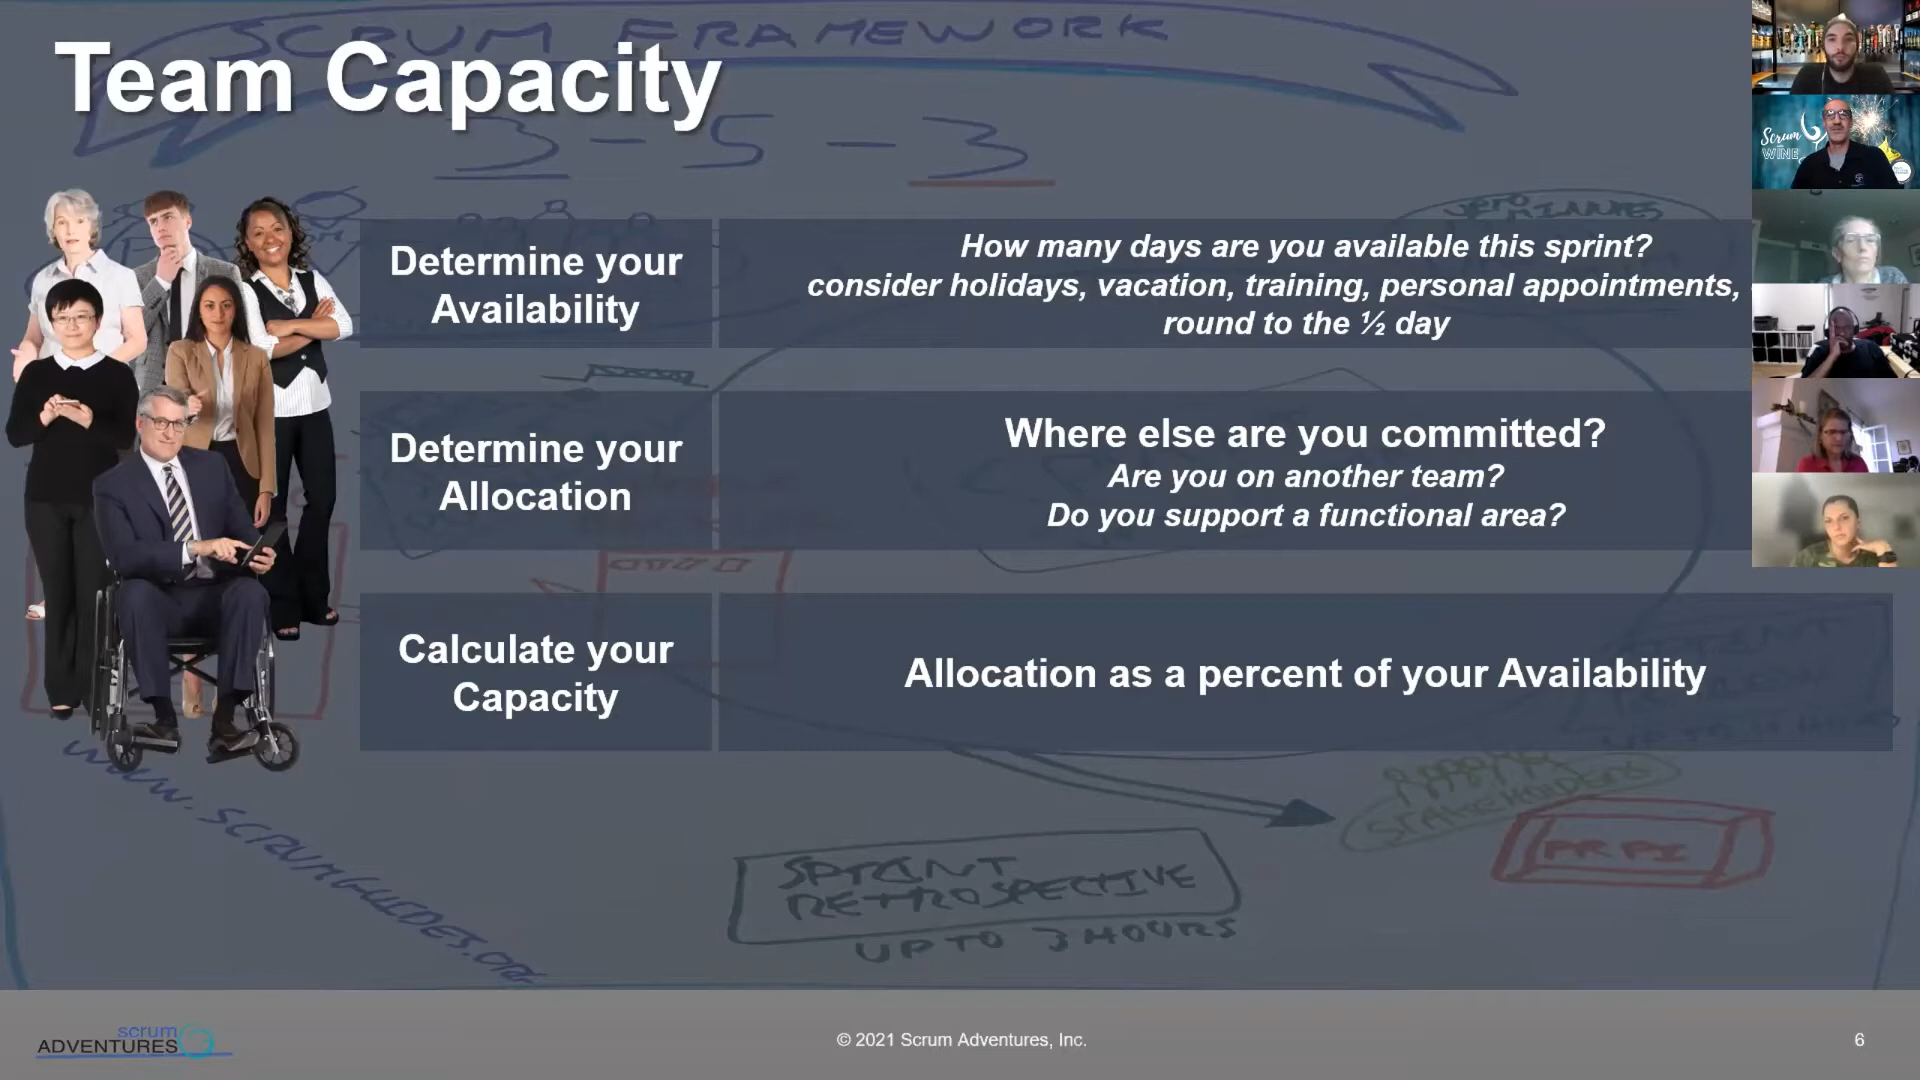 SCRUM FRAMEWORK
Team Capacity
3 - 5 - 3
Scrum
WINE
Determine your
Availability
How many days are you available this sprint?
consider holidays, vacation, training, personal appointments,
round to the ½ day
Determine your
Allocation
Where else are you committed?
Are you on another team?
Do you support a functional area?
Calculate your
Capacity
Allocation as a percent of your Availability
WWW.SCRUMGUIDES.ORG
STAKEHOLDERS
SPRINT
RETROSPECTIVE
UP TO 3 HOURS
scrum
ADVENTURES
© 2021 Scrum Adventures, Inc.
6